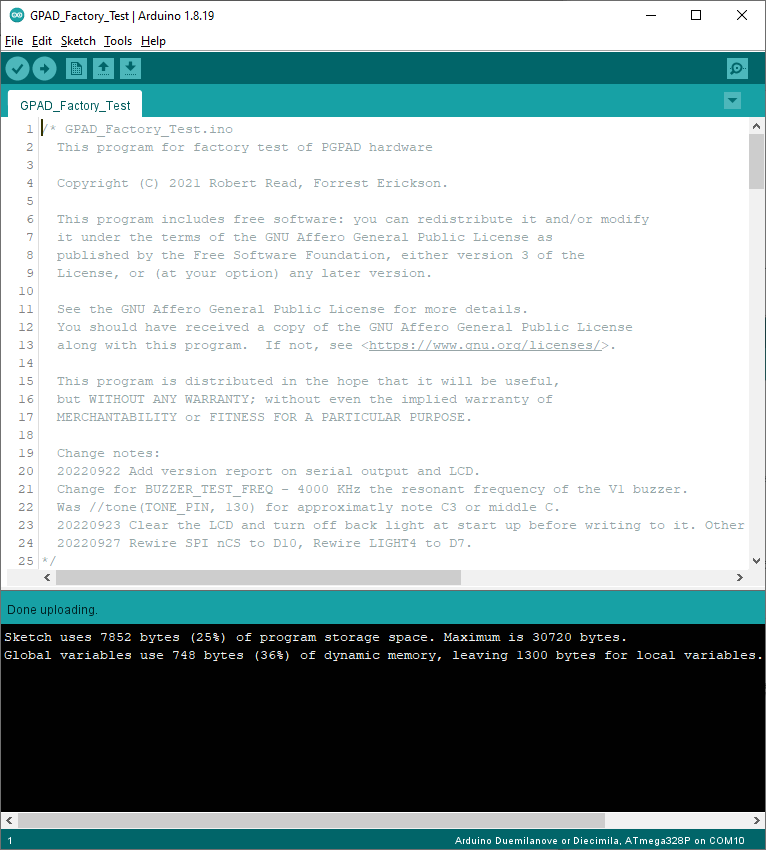 GPAD_Factory_Test | Arduino 1.8.19
File Edit Sketch Tools Help
GPAD_Factory_Test
1 /* GPAD_Factory_Test.ino
2 This program for factory test of PGPAD hardware
3
4 Copyright (C) 2021 Robert Read, Forrest Erickson.
5
6 This program includes free software: you can redistribute it and/or modify
7 it under the terms of the GNU Affero General Public License as
8 published by the Free Software Foundation, either version 3 of the
9 License, or (at your option) any later version.
10
11 See the GNU Affero General Public License for more details.
12 You should have received a copy of the GNU Affero General Public License
13 along with this program.  If not, see <https://www.gnu.org/licenses/>.
14
15 This program is distributed in the hope that it will be useful,
16 but WITHOUT ANY WARRANTY; without even the implied warranty of
17 MERCHANTABILITY or FITNESS FOR A PARTICULAR PURPOSE.
18
19 Change notes:
20 20220922 Add version report on serial output and LCD.
21 Change for BUZZER_TEST_FREQ - 4000 KHz the resonant frequency of the V1 buzzer.
22 Was //tone(TONE_PIN, 130) for approximatly note C3 or middle C.
23 20220923 Clear the LCD and turn off back light at start up before writing to it. Other
24 20220927 Rewire SPI nCS to D10, Rewire LIGHT4 to D7.
25 */
Done uploading.
Sketch uses 7852 bytes (25%) of program storage space. Maximum is 30720 bytes.
Global variables use 748 bytes (36%) of dynamic memory, leaving 1300 bytes for local variables.
1 Arduino Duemilanove or Diecimila, ATmega328P on COM10